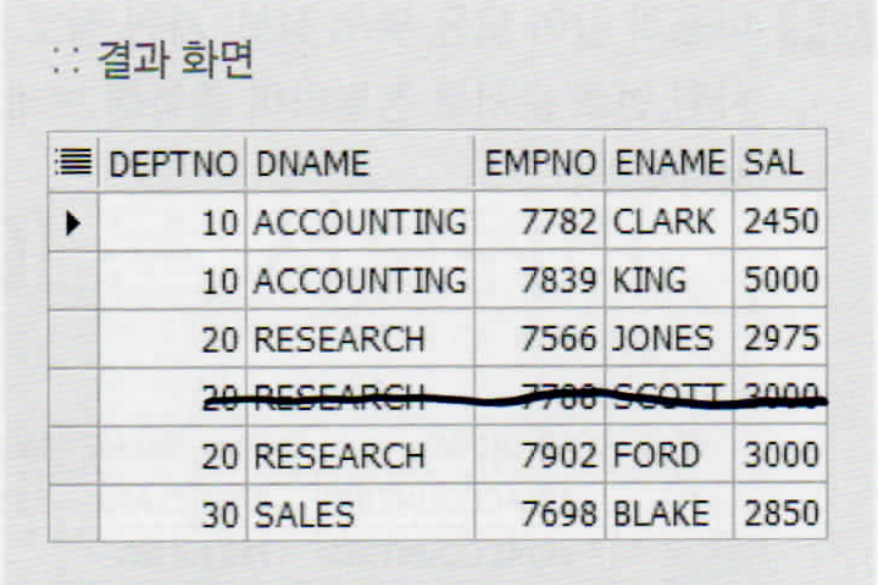 :: 결과 화면
DEPTNO DNAME EMPNO ENAME SAL
10 ACCOUNTING 7782 CLARK 2450
10 ACCOUNTING 7839 KING 5000
20 RESEARCH 7566 JONES 2975
20 RESEARCH 7788 SCOTT 3000
20 RESEARCH 7902 FORD 3000
30 SALES 7698 BLAKE 2850